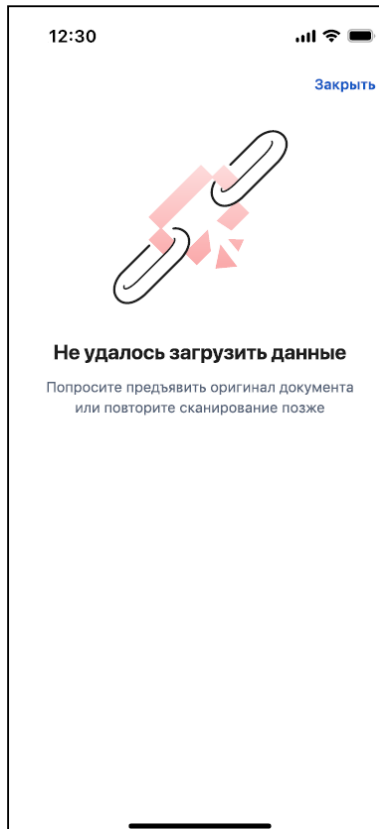 12:30
Закрыть
Не удалось загрузить данные
Попросите предъявить оригинал документа
или повторите сканирование позже